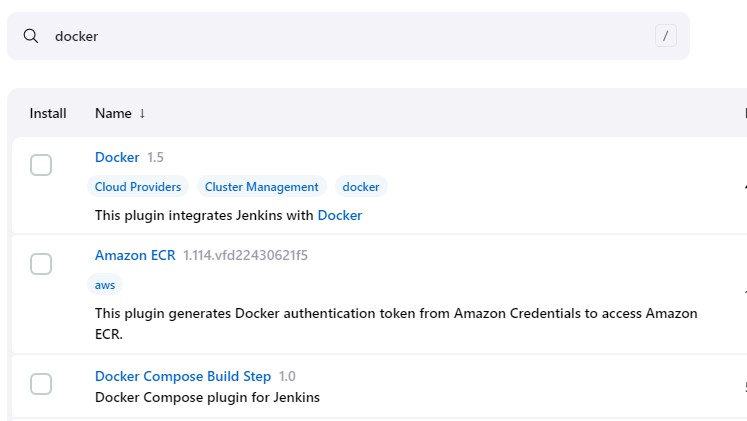 docker /
Install Name ↓
Docker 1.5
Cloud Providers Cluster Management docker
This plugin integrates Jenkins with Docker
Amazon ECR 1.114.vfd22430621f5
aws
This plugin generates Docker authentication token from Amazon Credentials to access Amazon
ECR.
Docker Compose Build Step 1.0
Docker Compose plugin for Jenkins